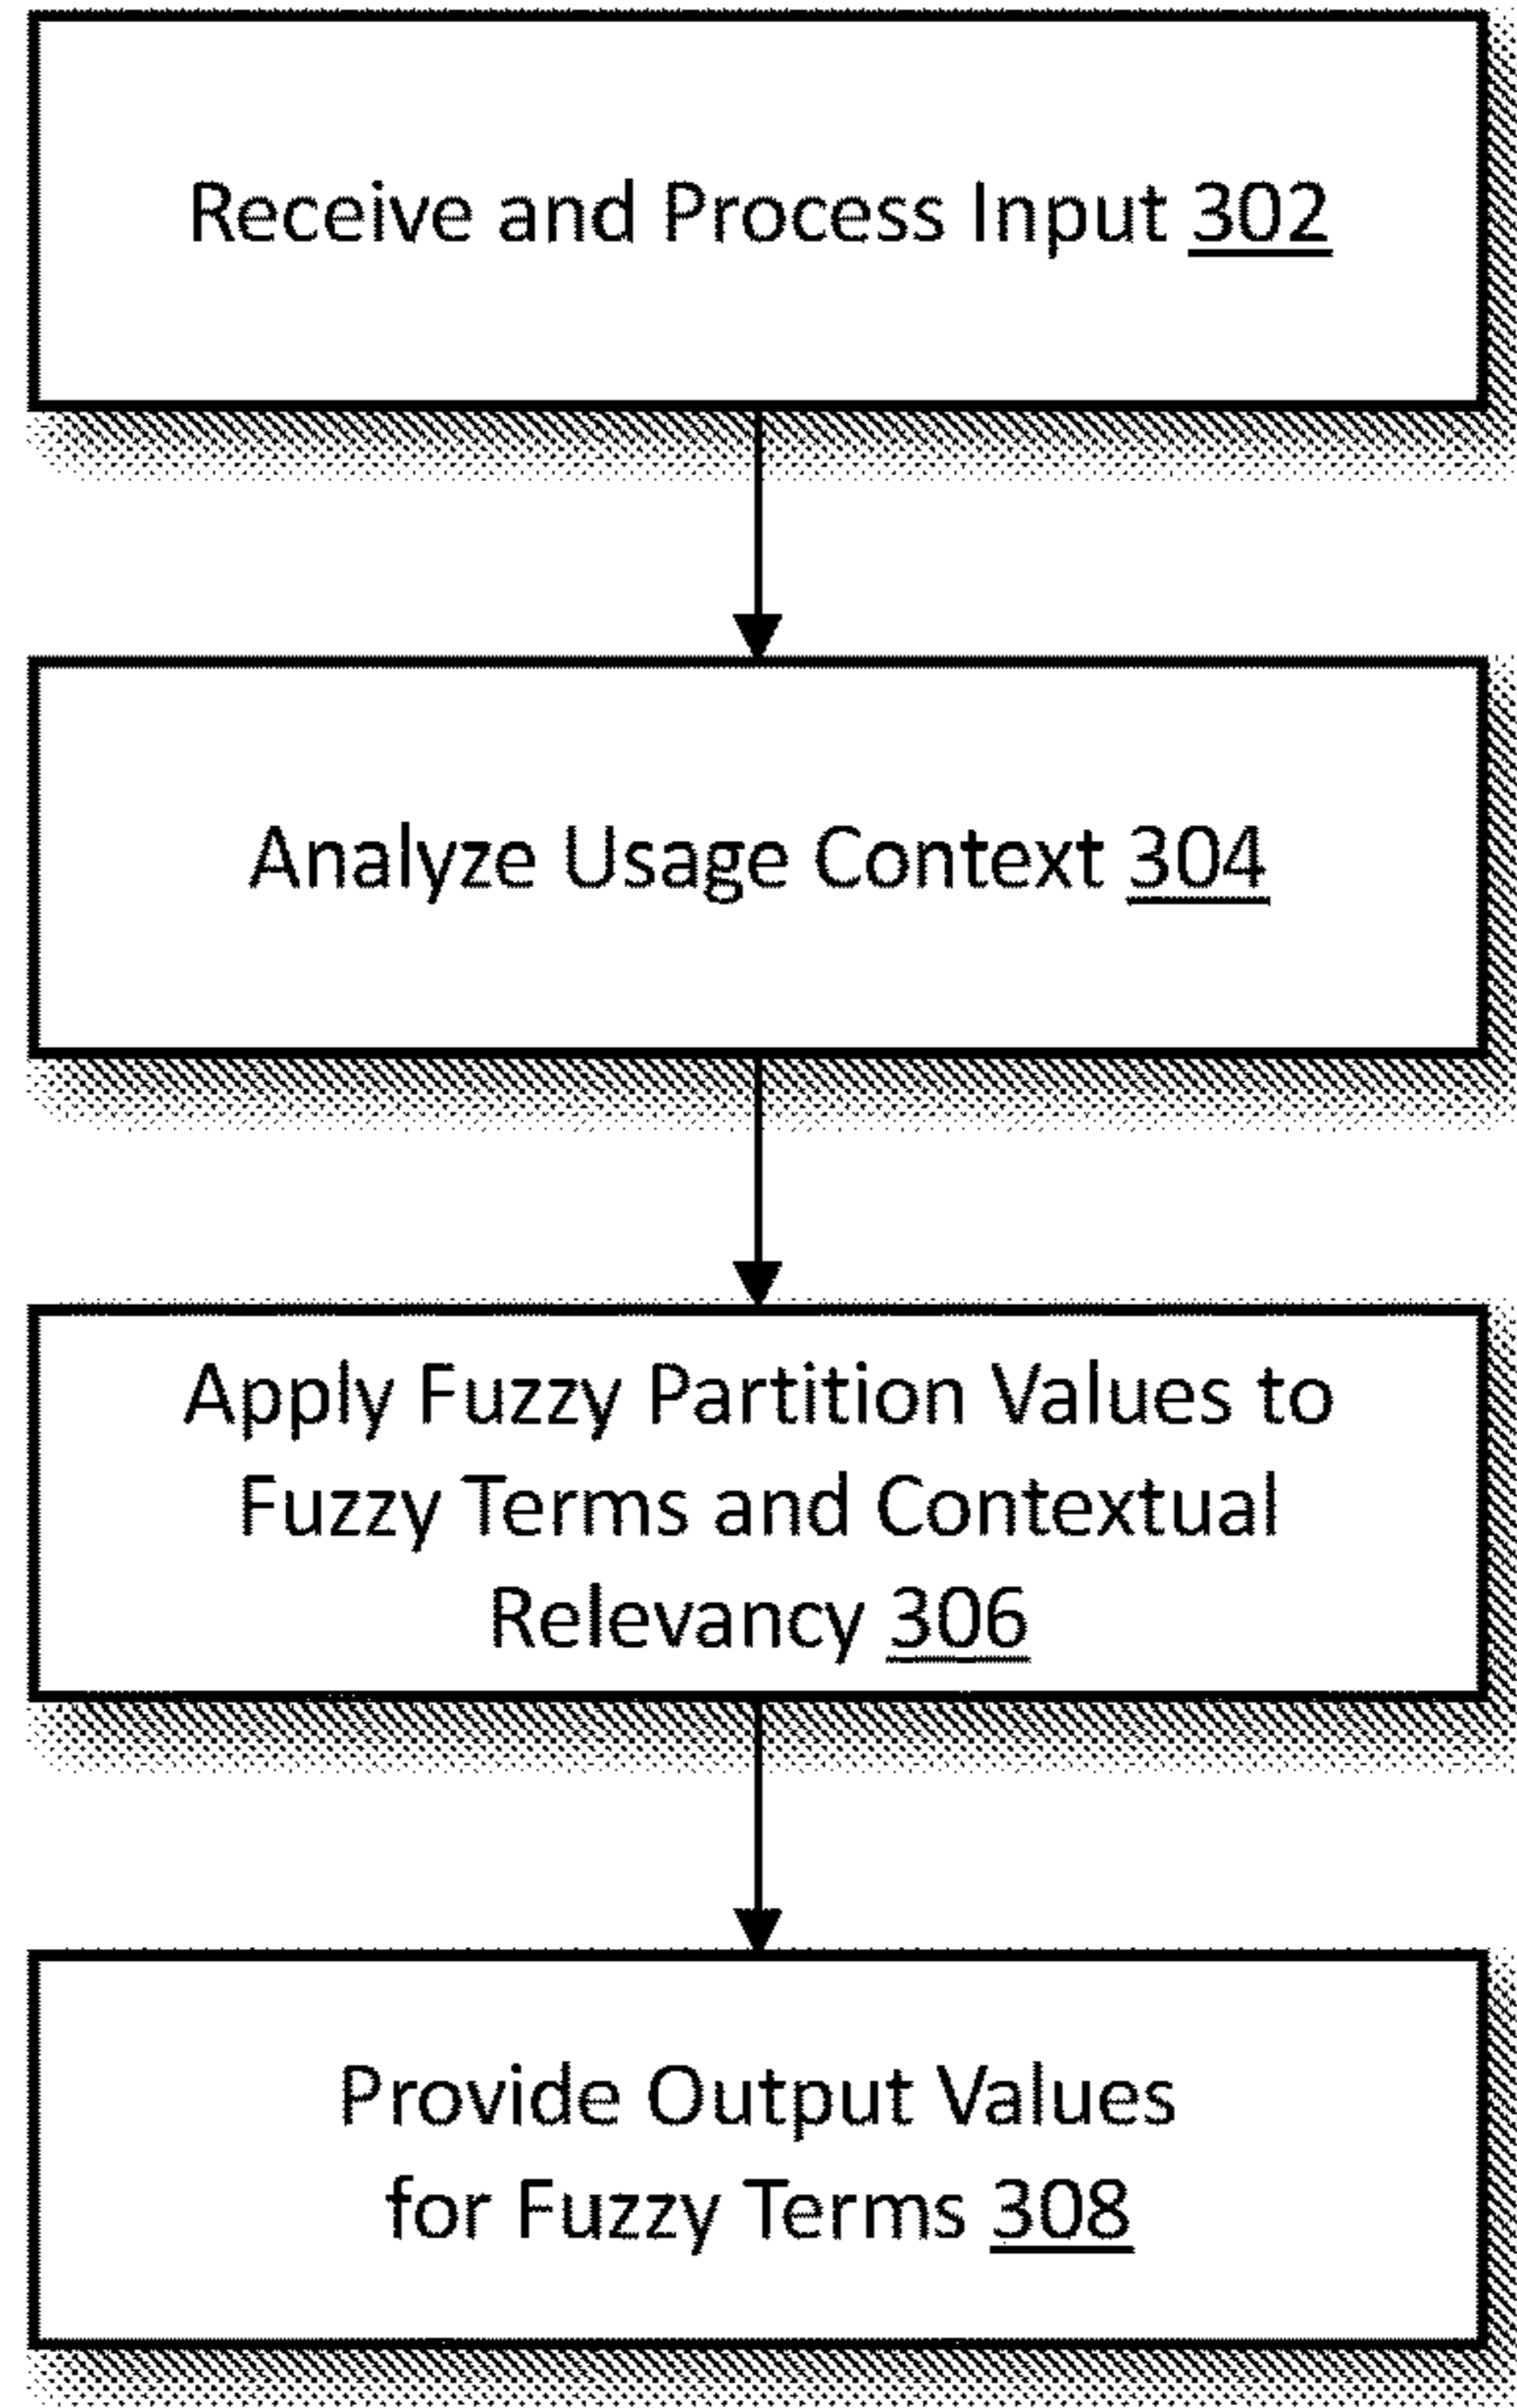 Receive and Process Input 302
Analyze Usage Context 304
Apply Fuzzy Partition Values to
Fuzzy Terms and Contextual
Relevancy 306
Provide Output Values
for Fuzzy Terms 308